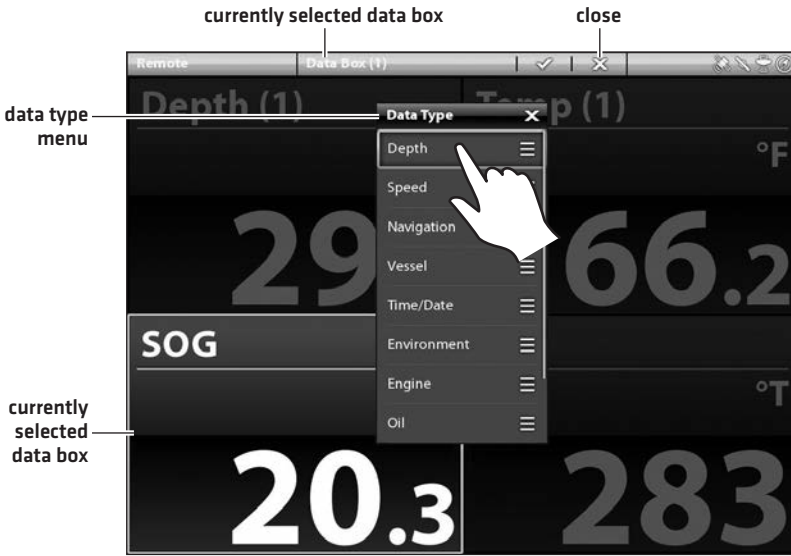 currently selected data box
close
Remote
Data Box (1)
data type
menu
Depth (1)
Temp (1)
Data Type
Depth
Speed
Navigation
Vessel
Time/Date
Environment
Engine
Oil
°F
29
66.2
SOG
°T
currently
selected
data box
20.3
283